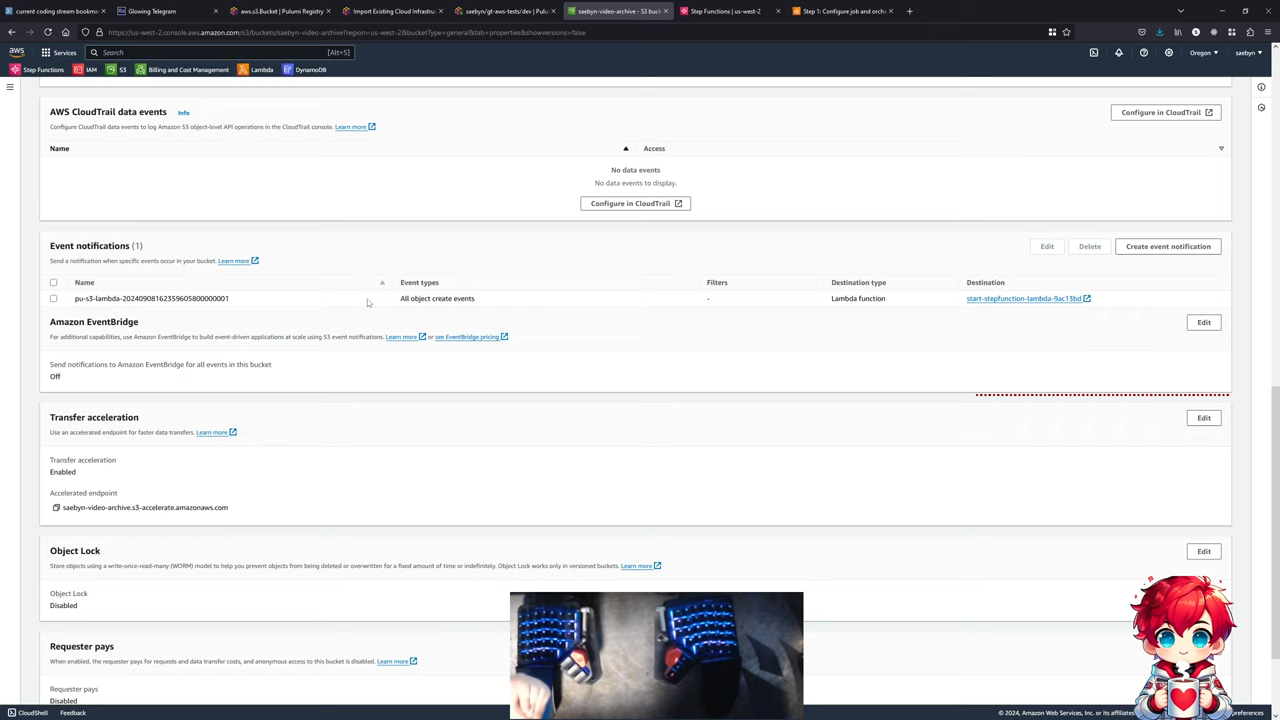 current coding stream bookm
Glowing Telegram
aws.s3.Bucket | Pulumi Registry
Import Existing Cloud Infrastruc
saebyn/gt-aws-tests/dev | Pulu
saebyn-video-archive - S3 buc
Step Functions | us-west-2
Step 1: Configure job and orch
https://us-west-2.console.aws.amazon.com/s3/buckets/saebyn-video-archive?region=us-west-2&bucketType=general&tab=properties&showversions=false
aws
Services
Search
[Alt+S]
Oregon
saebyn
Step Functions
IAM
S3
Billing and Cost Management
Lambda
DynamoDB
AWS CloudTrail data events
Info
Configure CloudTrail data events to log Amazon S3 object-level API operations in the CloudTrail console. Learn more
Configure in CloudTrail
Name
Access
No data events
No data events to display.
Configure in CloudTrail
Event notifications (1)
Send a notification when specific events occur in your bucket. Learn more
Edit
Delete
Create event notification
Name
Event types
Filters
Destination type
Destination
All object create events
-
Lambda function
start-stepfunction-lambda-9ac13bd
Amazon EventBridge
Edit
For additional capabilities, use Amazon EventBridge to build event-driven applications at scale using S3 event notifications. Learn more or see EventBridge pricing
Send notifications to Amazon EventBridge for all events in this bucket
Off
Transfer acceleration
Edit
Use an accelerated endpoint for faster data transfers. Learn more
Transfer acceleration
Enabled
Accelerated endpoint
saebyn-video-archive.s3-accelerate.amazonaws.com
Object Lock
Edit
Store objects using a write-once-read-many (WORM) model to help you prevent objects from being deleted or overwritten for a fixed amount of time or indefinitely. Object Lock works only in versioned buckets. Learn more
Object Lock
Disabled
Requester pays
When enabled, the requester pays for requests and data transfer costs, and anonymous access to this bucket is disabled. Learn more
Requester pays
Disabled
CloudShell
Feedback
© 2024, Amazon Web Services, Inc. or its affiliates
preferences